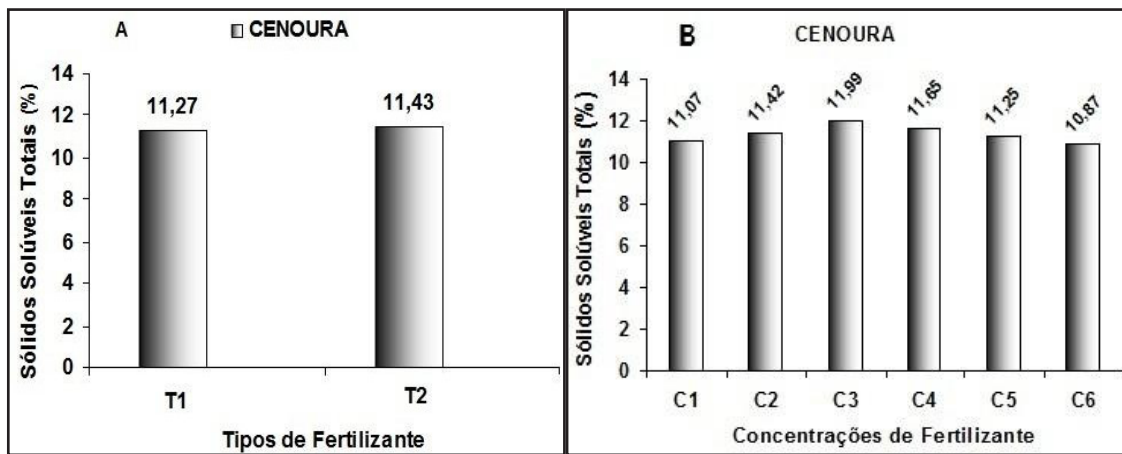 A
CENOURA
Sólidos Solúveis Totais (%)
14
12
10
8
6
4
2
0
11,27
11,43
T1
T2
Tipos de Fertilizante
B
CENOURA
Sólidos Solúveis Totais (%)
14
12
10
8
6
4
2
0
11,07
11,42
11,99
11,65
11,25
10,87
C1
C2
C3
C4
C5
C6
Concentrações de Fertilizante